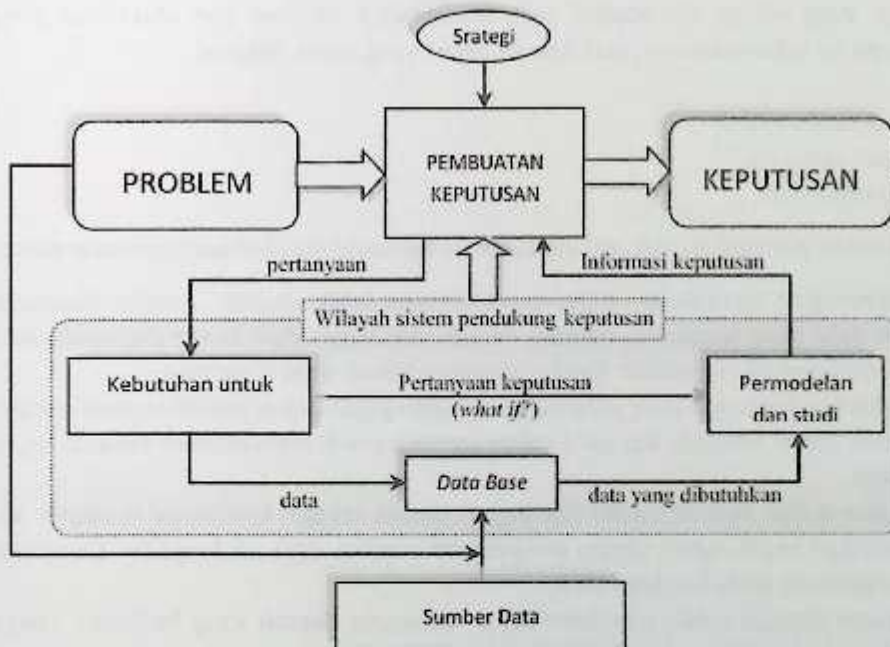 Srategi
PROBLEM
PEMBUATAN
KEPUTUSAN
KEPUTUSAN
pertanyaan
Informasi keputusan
Wilayah sistem pendukung keputusan
Kebutuhan untuk
Pertanyaan keputusan
(what if?)
Permodelan
dan studi
data
Data Base
data yang dibutuhkan
Sumber Data